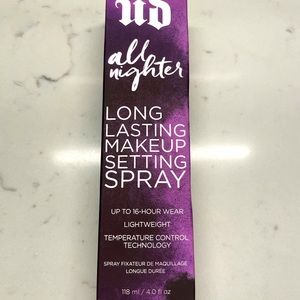 UD
all
nighter
LONG
LASTING
MAKEUP
SETTING
SPRAY
UP TO 16-HOUR WEAR
LIGHTWEIGHT
TEMPERATURE CONTROL
TECHNOLOGY
SPRAY FIXATEUR DE MAQUILLAGE
LONGUE DURÉE
118 ml / 4.0 fl oz